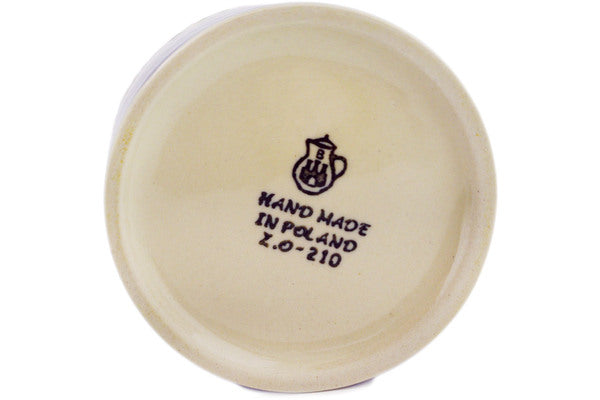 B
HAND MADE
IN POLAND
Z.O-210